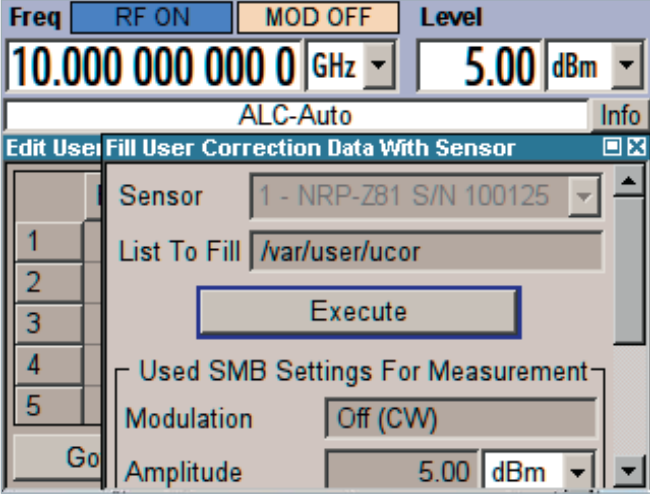 Freq RF ON MOD OFF Level
10.000 000 000 0 GHz 5.00 dBm
ALC-Auto Info
Edit User Fill User Correction Data With Sensor
Sensor 1 - NRP-Z81 S/N 100125
1 List To Fill /var/user/ucor
2
3 Execute
4 Used SMB Settings For Measurement
5 Modulation Off (CW)
Go Amplitude 5.00 dBm